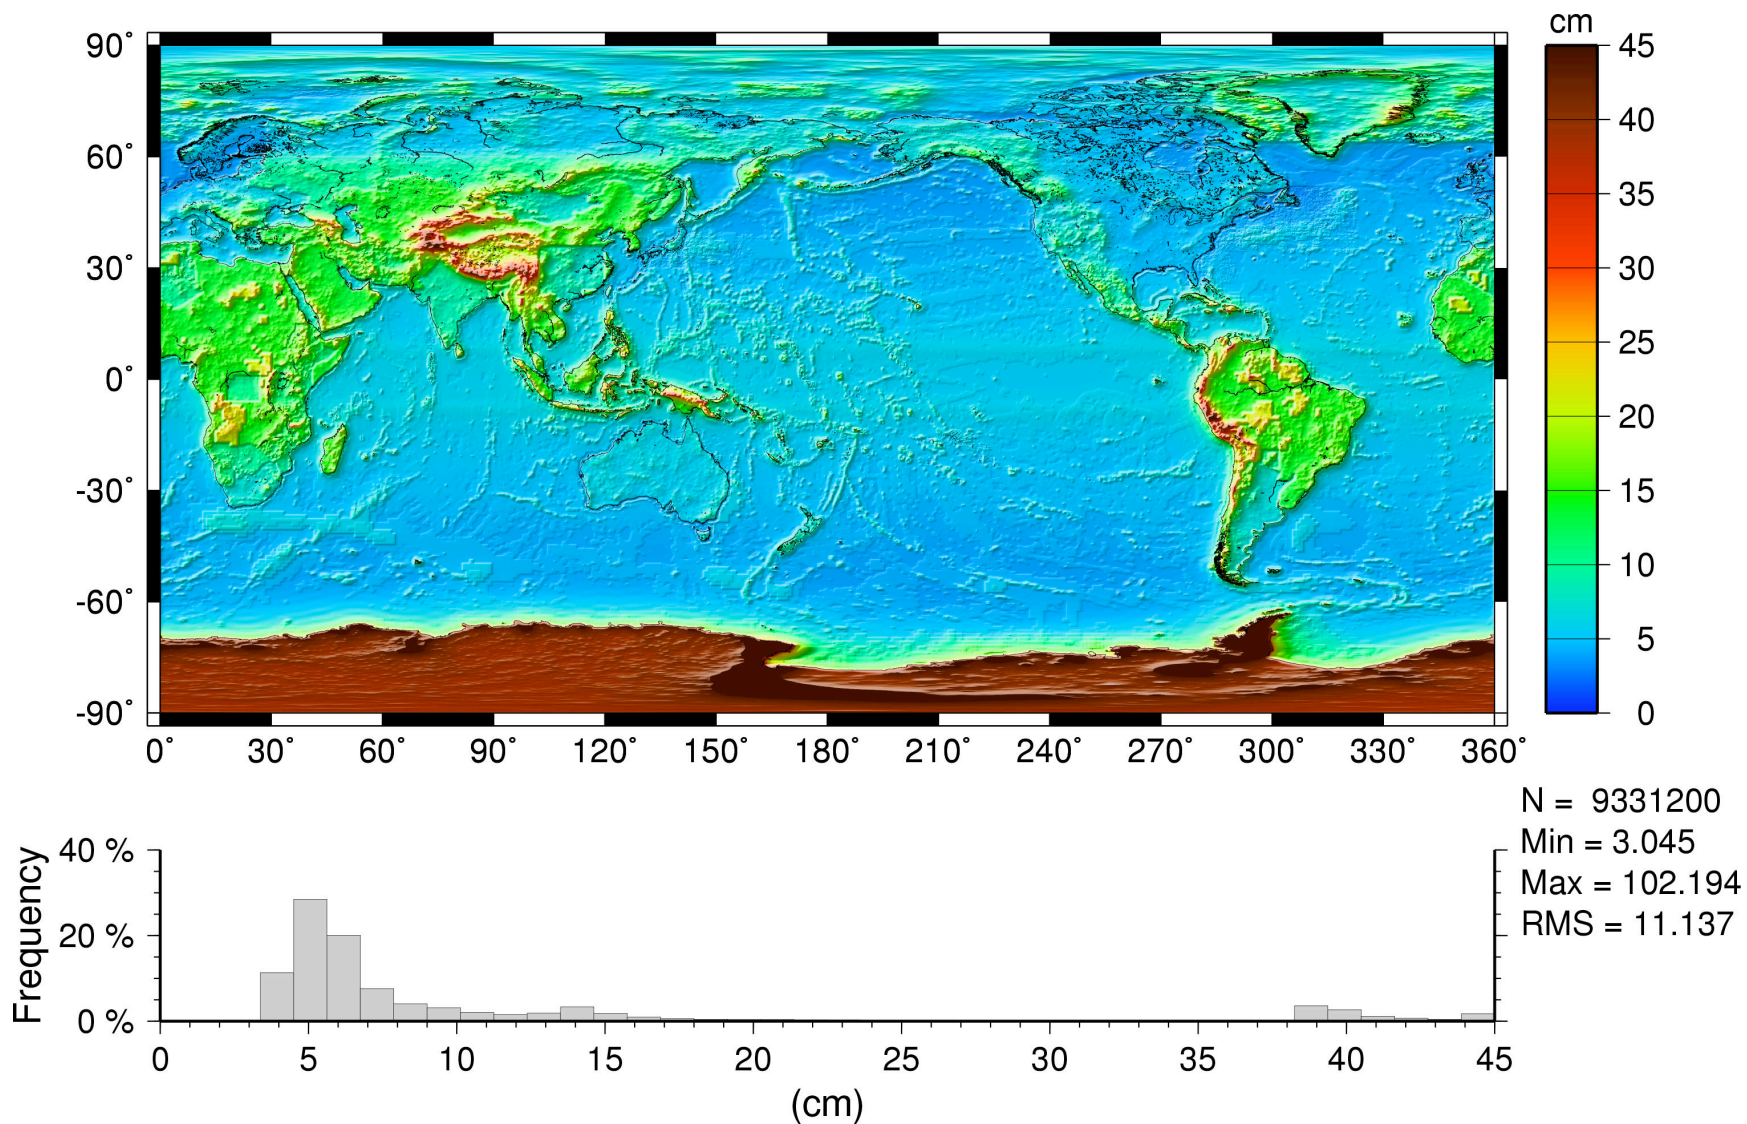 cm
90°
60°
30°
0°
-30°
-60°
-90°
0° 30° 60° 90° 120° 150° 180° 210° 240° 270° 300° 330° 360°
45
40
35
30
25
20
15
10
5
0
N = 9331200
Min = 3.045
Max = 102.194
RMS = 11.137
Frequency
40 %
20 %
0 %
0 5 10 15 20 25 30 35 40 45
(cm)